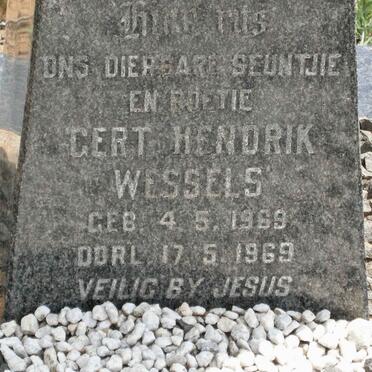 Hier rus
ONS DIERBARE SEUNTJIE
EN BOETIE
GERT HENDRIK
WESSELS
GEB. 4.5.1969
OORL. 17.5.1969
VEILIG BY JESUS